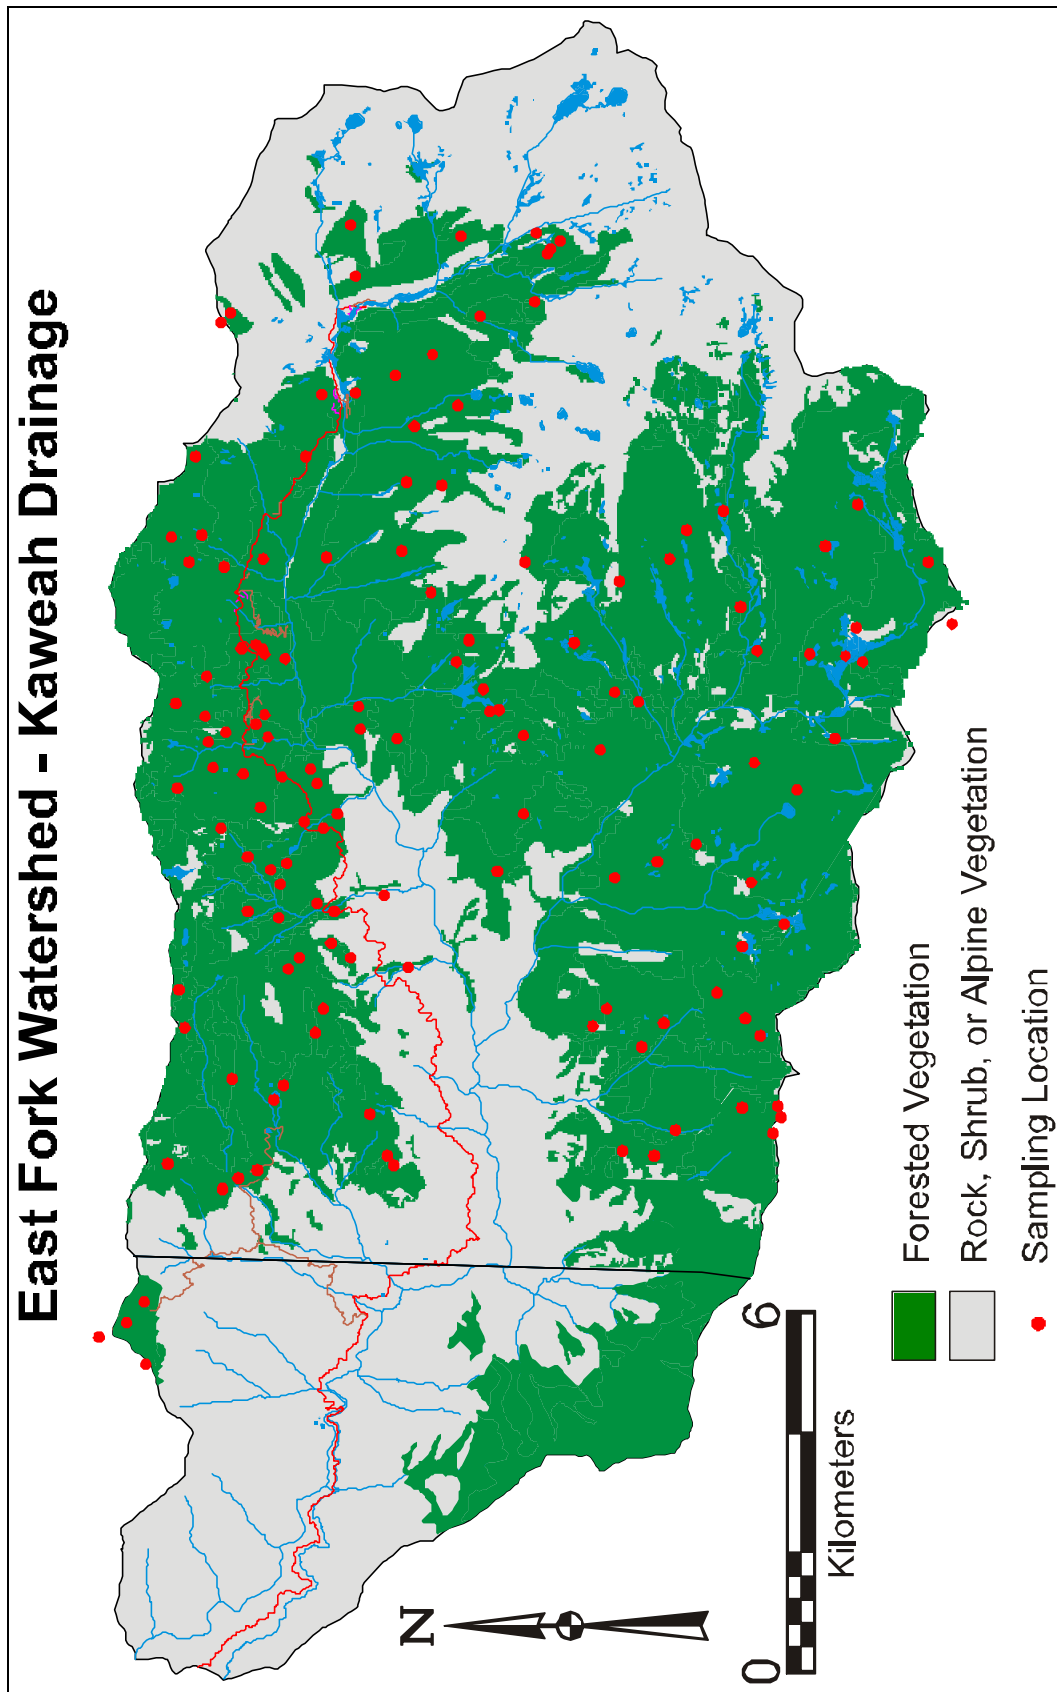 East Fork Watershed - Kaweah Drainage
N
0 6
Kilometers
Forested Vegetation
Rock, Shrub, or Alpine Vegetation
Sampling Location